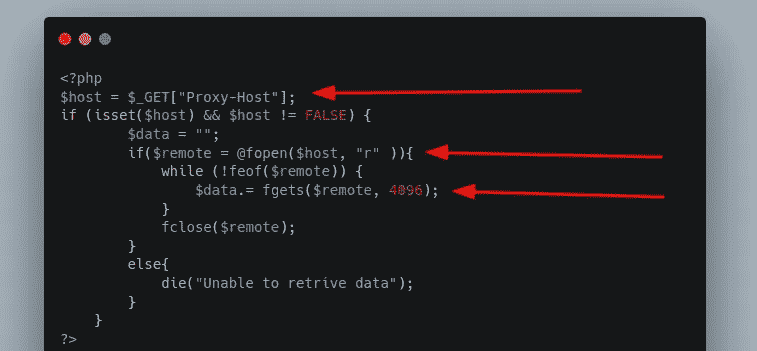 <?php
$host = $_GET["Proxy-Host"];
if (isset($host) && $host != FALSE) {
$data = "";
if($remote = @fopen($host, "r" )){
while (!feof($remote)) {
$data.= fgets($remote, 4096);
}
fclose($remote);
}
else{
die("Unable to retrive data");
}
}
?>